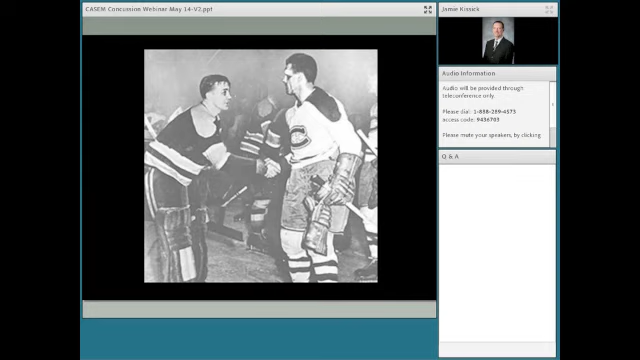 CASEM Concussion Webinar May 14-V2.ppt
Jamie Kissick
Audio Information
Audio will be provided through
teleconference only.
Please dial: 1-888-289-4573
access code: 9436703
Please mute your speakers, by clicking
Q & A